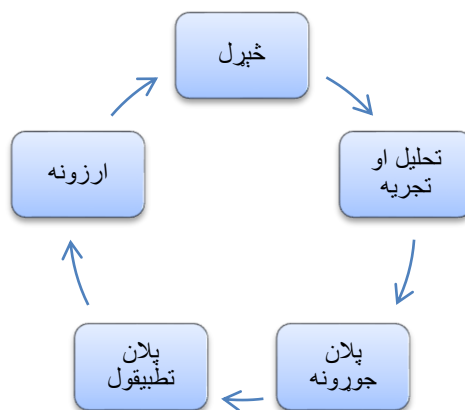 څېړل
تحلیل او
تجریه
پلان
جوړونه
پلان
تطبیقول
ارزونه